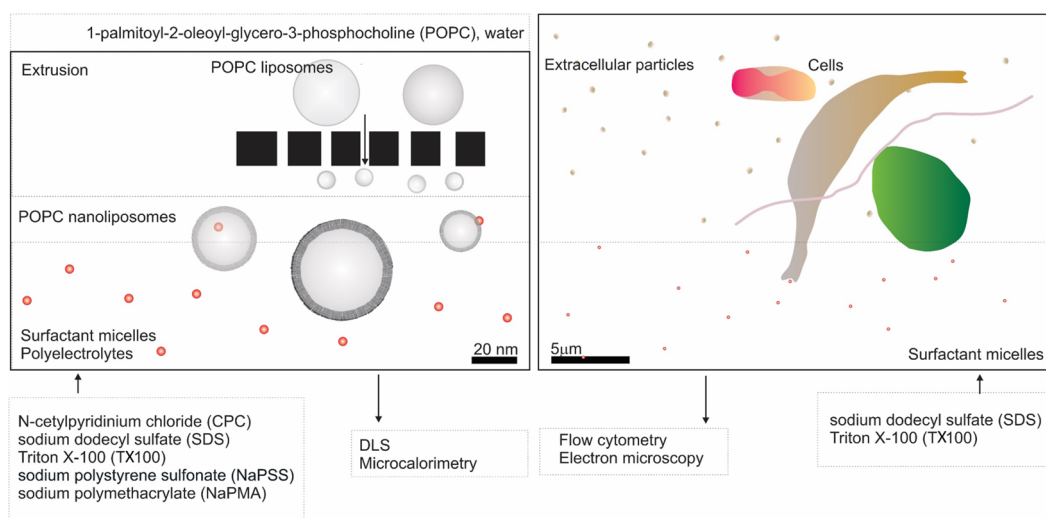 1-palmitoyl-2-oleoyl-glycero-3-phosphocholine (POPC), water
Extrusion
POPC liposomes
POPC nanoliposomes
Surfactant micelles
Polyelectrolytes
20 nm
Extracellular particles
Cells
5μm
Surfactant micelles
N-cetylpyridinium chloride (CPC)
sodium dodecyl sulfate (SDS)
Triton X-100 (TX100)
sodium polystyrene sulfonate (NaPSS)
sodium polymethacrylate (NaPMA)
DLS
Microcalorimetry
Flow cytometry
Electron microscopy
sodium dodecyl sulfate (SDS)
Triton X-100 (TX100)